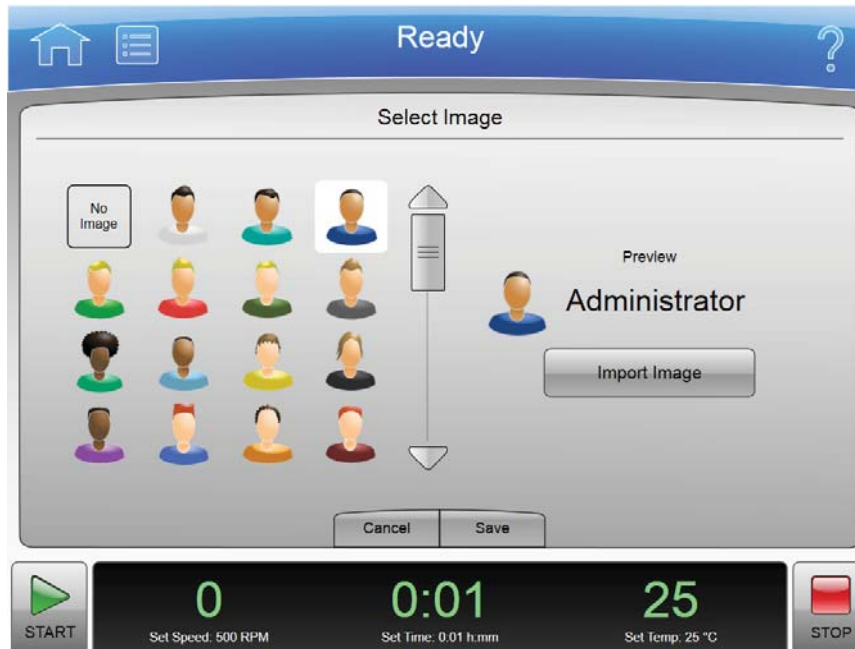 Ready
?
Select Image
No
Image
Preview
Administrator
Import Image
Cancel Save
0 0:01 25
START Set Speed: 500 RPM Set Time: 0:01 h:mm Set Temp: 25 °C STOP